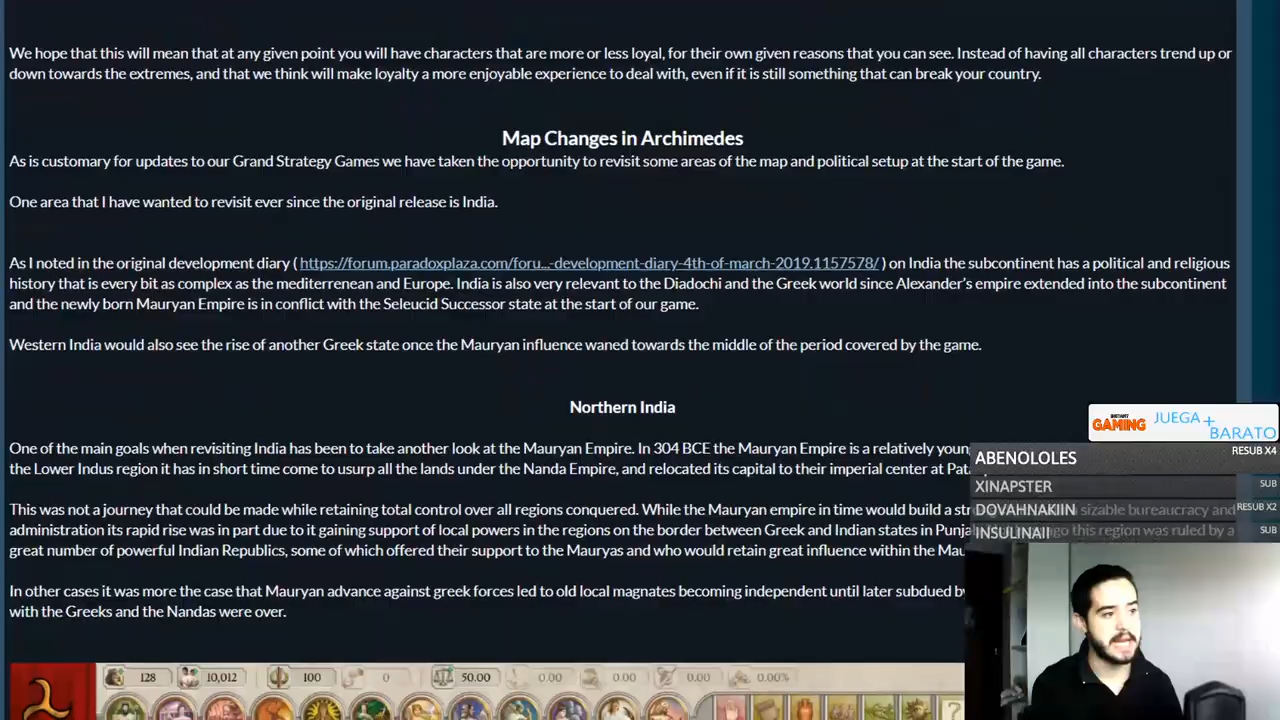 We hope that this will mean that at any given point you will have characters that are more or less loyal, for their own given reasons that you can see. Instead of having all characters trend up or
down towards the extremes, and that we think will make loyalty a more enjoyable experience to deal with, even if it is still something that can break your country.
Map Changes in Archimedes
As is customary for updates to our Grand Strategy Games we have taken the opportunity to revisit some areas of the map and political setup at the start of the game.
One area that I have wanted to revisit ever since the original release is India.
As I noted in the original development diary ( https://forum.paradoxplaza.com/foru...-development-diary-4th-of-march-2019.1157578/ ) on India the subcontinent has a political and religious
history that is every bit as complex as the mediterrenean and Europe. India is also very relevant to the Diadochi and the Greek world since Alexander's empire extended into the subcontinent
and the newly born Mauryan Empire is in conflict with the Seleucid Successor state at the start of our game.
Western India would also see the rise of another Greek state once the Mauryan influence waned towards the middle of the period covered by the game.
Northern India
One of the main goals when revisiting India has been to take another look at the Mauryan Empire. In 304 BCE the Mauryan Empire is a relatively youn
the Lower Indus region it has in short time come to usurp all the lands under the Nanda Empire, and relocated its capital to their imperial center at Pat
This was not a journey that could be made while retaining total control over all regions conquered. While the Mauryan empire in time would build a str sizable bureaucracy and
administration its rapid rise was in part due to it gaining support of local powers in the regions on the border between Greek and Indian states in Punja ago this region was ruled by a
great number of powerful Indian Republics, some of which offered their support to the Mauryas and who would retain great influence within the Mau
In other cases it was more the case that Mauryan advance against greek forces led to old local magnates becoming independent until later subdued by
with the Greeks and the Nandas were over.
INSTANT GAMING JUEGA + BARATO
ABENOLOLES RESUB X4
XINAPSTER SUB
DOVAHNAKIIN RESUB X2
INSULINAII SUB
128 10,012 100 0 50.00 0.00 0.00 0.00 0.00%